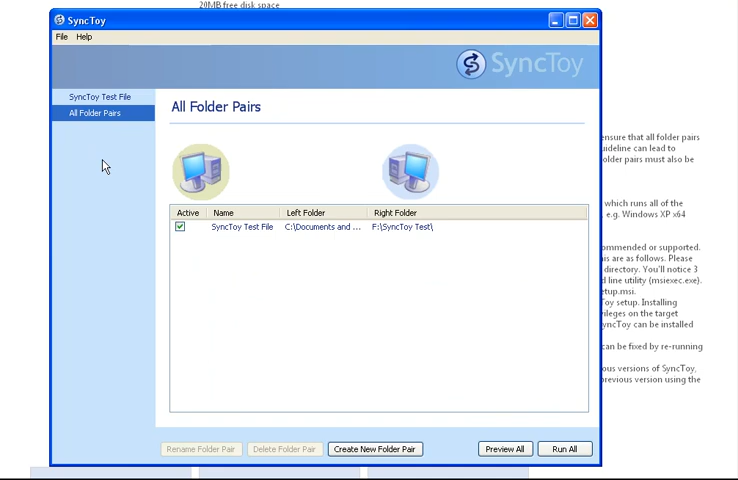 20MB free disk space
SyncToy
File Help
SyncToy
SyncToy Test File
All Folder Pairs
All Folder Pairs
Active Name Left Folder Right Folder
SyncToy Test File C:\Documents and ... F:\SyncToy Test\
Rename Folder Pair Delete Folder Pair Create New Folder Pair Preview All Run All
ensure that all folder pairs
uideline can lead to
older pairs must also be
which runs all of the
, e.g. Windows XP x64
ommended or supported.
his are as follows. Please
directory. You'll notice 3
d line utility (msiexec.exe).
etup.msi.
Toy setup. Installing
vileges on the target
yncToy can be installed
can be fixed by re-running
ous versions of SyncToy,
previous version using the